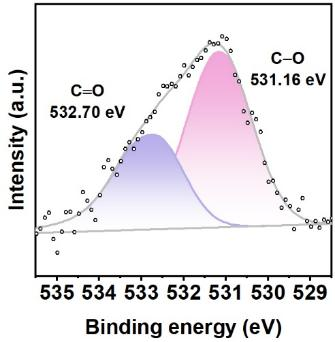 C=O
532.70 eV
C−O
531.16 eV
Intensity (a.u.)
535 534 533 532 531 530 529
Binding energy (eV)